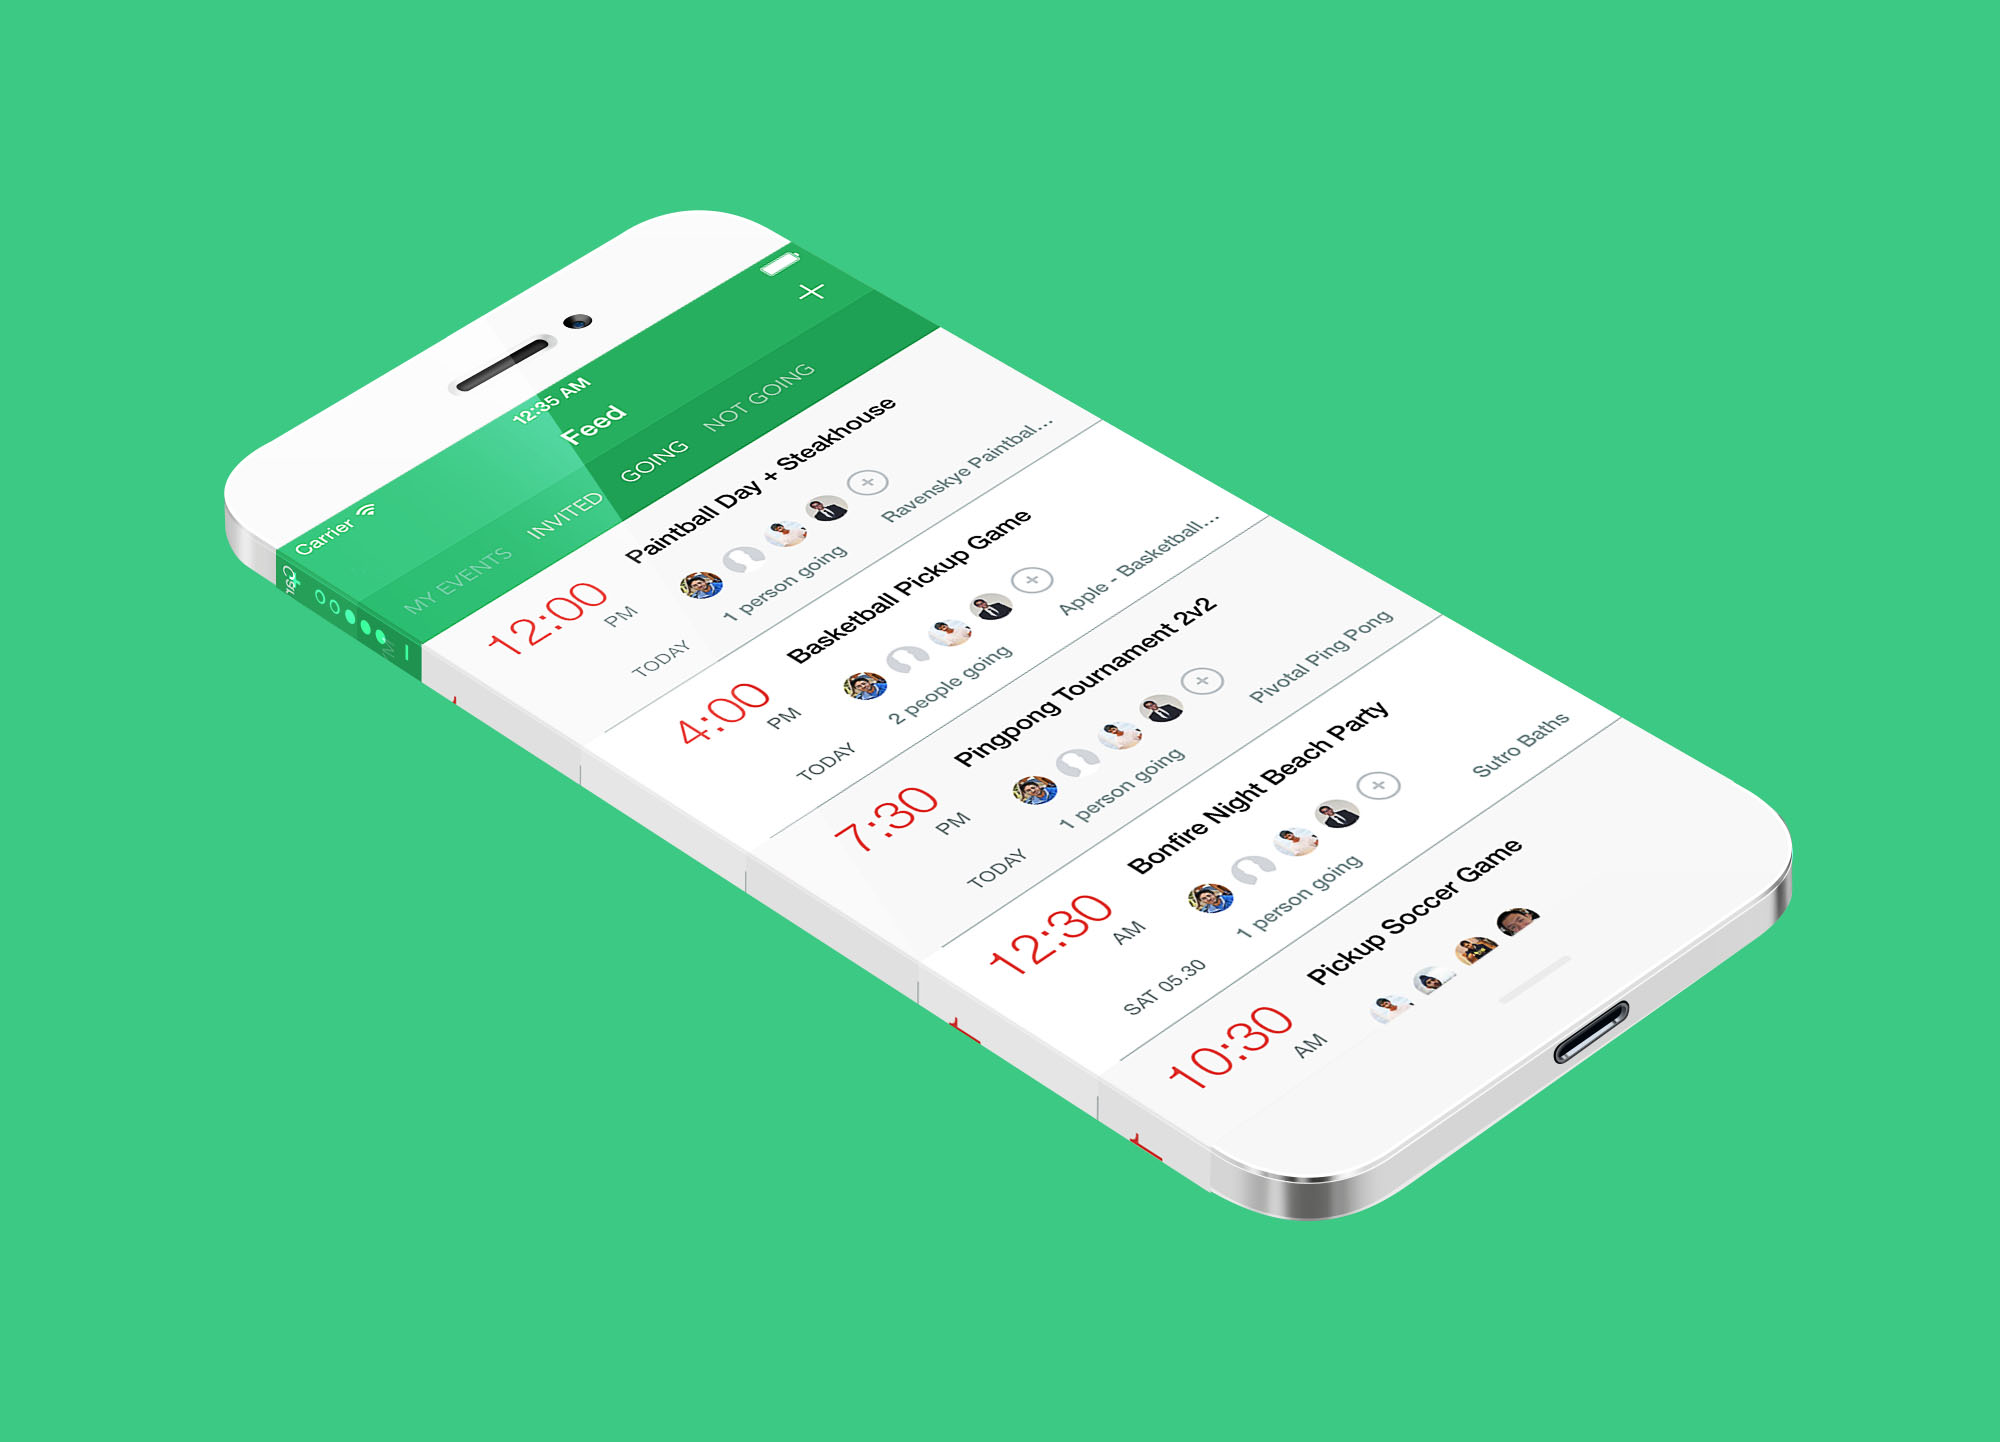 Carrier 12:35 AM
Feed +
MY EVENTS INVITED GOING NOT GOING
12:00 PM
TODAY
Paintball Day + Steakhouse
1 person going
Ravenskye Paintbal...
4:00 PM
TODAY
Basketball Pickup Game
2 people going
Apple - Basketball...
7:30 PM
TODAY
Pingpong Tournament 2v2
1 person going
Pivotal Ping Pong
12:30 AM
SAT 05.30
Bonfire Night Beach Party
1 person going
Sutro Baths
10:30 AM
Pickup Soccer Game